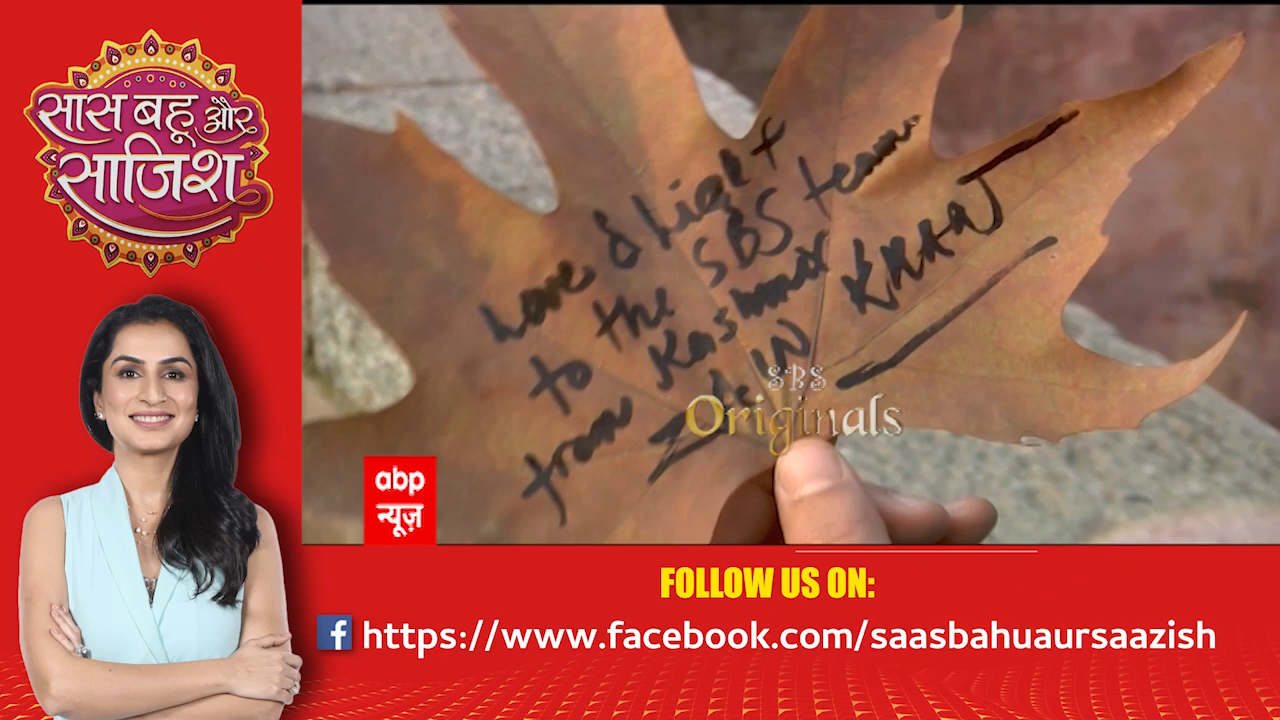 सास बहू और
साजिश
Love & Light
to the SBS team
from Kashmir
KHAN
SBS
Originals
abp
न्यूज़
FOLLOW US ON:
f https://www.facebook.com/saasbahuaursaazish